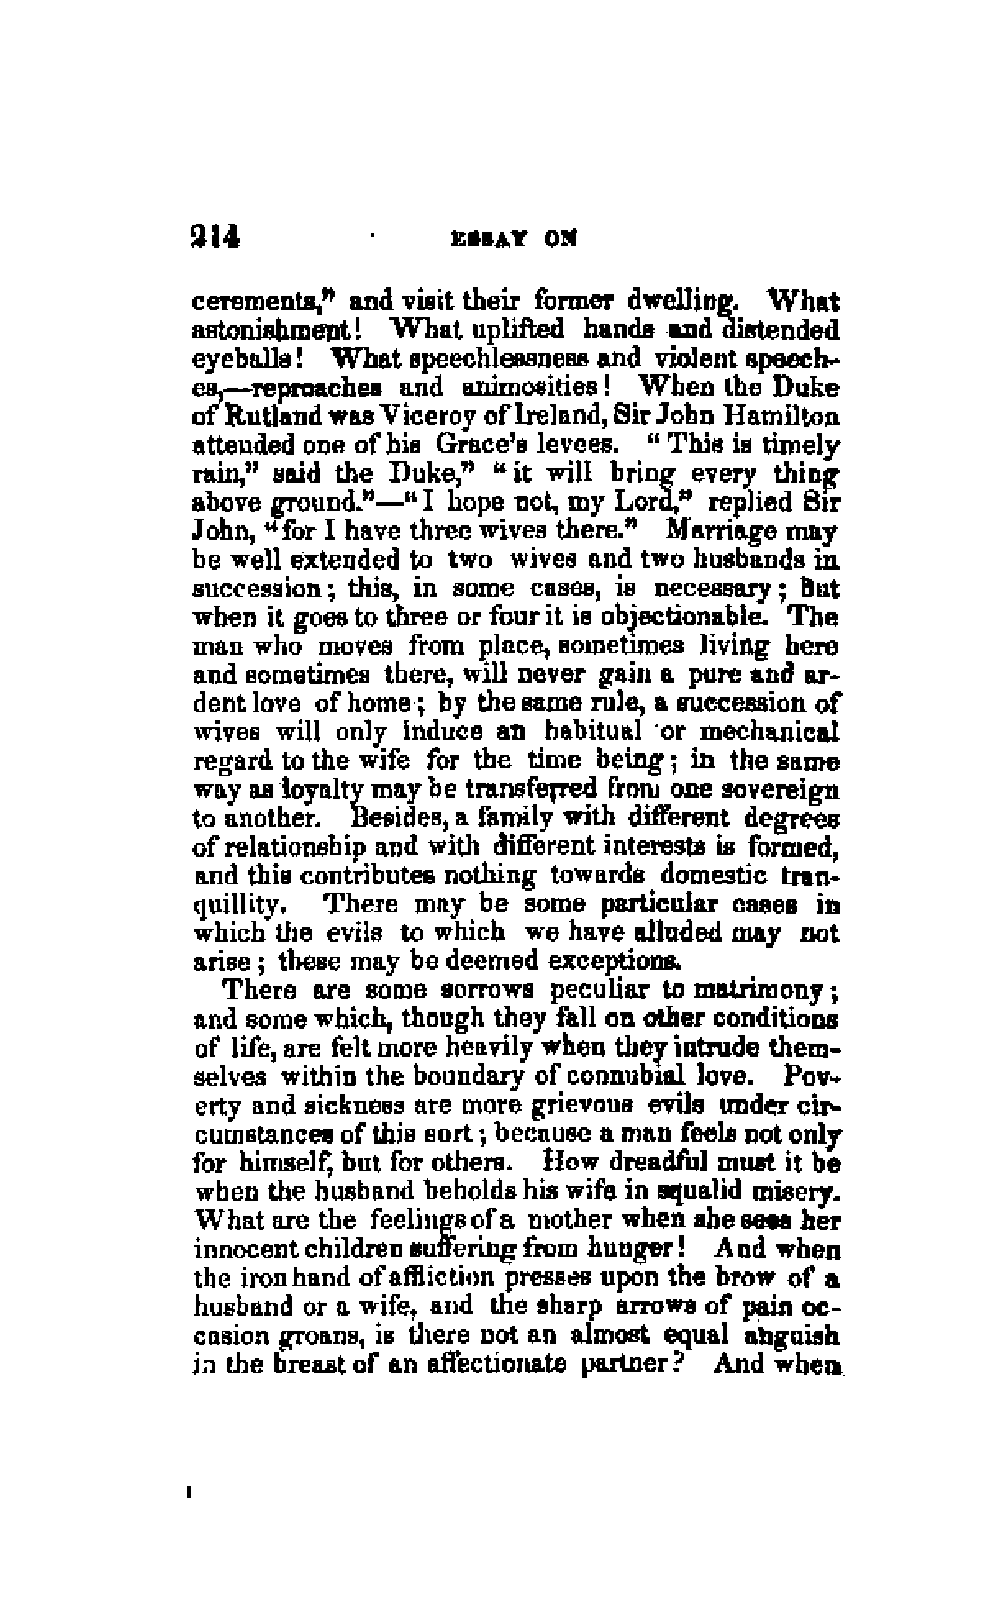 214 ESSAY ON
cerements,” and visit their former dwelling. What
astonishment! What uplifted hands and distended
eyeballs! What speechlessness and violent speech-
es,—reproaches and animosities! When the Duke
of Rutland was Viceroy of Ireland, Sir John Hamilton
attended one of his Grace's levees. “This is timely
rain,” said the Duke,” “it will bring every thing
above ground.”—“I hope not, my Lord,” replied Sir
John, “for I have three wives there.” Marriage may
be well extended to two wives and two husbands in
succession; this, in some cases, is necessary; but
when it goes to three or four it is objectionable. The
man who moves from place, sometimes living here
and sometimes there, will never gain a pure and ar-
dent love of home; by the same rule, a succession of
wives will only induce an habitual or mechanical
regard to the wife for the time being; in the same
way as loyalty may be transferred from one sovereign
to another. Besides, a family with different degrees
of relationship and with different interests is formed,
and this contributes nothing towards domestic tran-
quillity. There may be some particular cases in
which the evils to which we have alluded may not
arise; these may be deemed exceptions.
There are some sorrows peculiar to matrimony;
and some which, though they fall on other conditions
of life, are felt more heavily when they intrude them-
selves within the boundary of connubial love. Pov-
erty and sickness are more grievous evils under cir-
cumstances of this sort; because a man feels not only
for himself, but for others. How dreadful must it be
when the husband beholds his wife in squalid misery.
What are the feelings of a mother when she sees her
innocent children suffering from hunger! And when
the iron hand of affliction presses upon the brow of a
husband or a wife, and the sharp arrows of pain oc-
casion groans, is there not an almost equal anguish
in the breast of an affectionate partner? And when